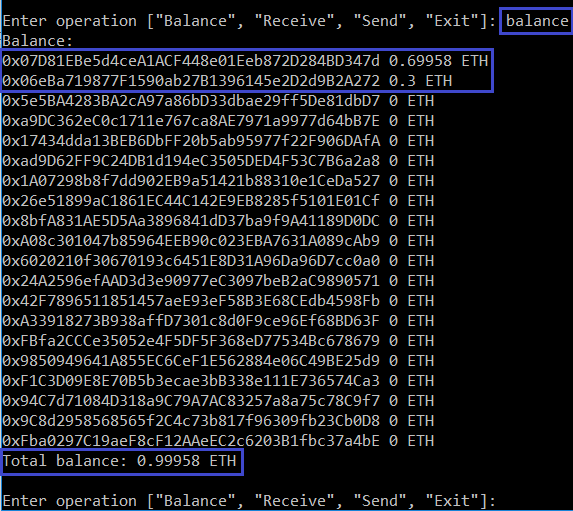 Enter operation ["Balance", "Receive", "Send", "Exit"]: balance
Balance:
0x07D81EBe5d4ceA1ACF448e01Eeb872D284BD347d 0.69958 ETH
0x06eBa719877F1590ab27B1396145e2D2d9B2A272 0.3 ETH
0x5e5BA4283BA2cA97a86bD33dbae29ff5De81dbD7 0 ETH
0xa9DC362eC0c1711e767ca8AE7971a9977d64bB7E 0 ETH
0x17434dda13BEB6DbFF20b5ab95977f22F906DAfA 0 ETH
0xad9D62FF9C24DB1d194eC3505DED4F53C7B6a2a8 0 ETH
0x1A07298b8f7dd902EB9a51421b88310e1CeDa527 0 ETH
0x26e51899aC1861EC44C142E9EB8285f5101E01Cf 0 ETH
0x8bfA831AE5D5Aa3896841dD37ba9f9A41189D0DC 0 ETH
0xA08c301047b85964EEB90c023EBA7631A089cAb9 0 ETH
0x6020210f30670193c6451E8D31A96Da96D7cc0a0 0 ETH
0x24A2596efAAD3d3e90977eC3097beB2aC9890571 0 ETH
0x42F7896511851457aeE93eF58B3E68CEdb4598Fb 0 ETH
0xA33918273B938affD7301c8d0F9ce96Ef68BD63F 0 ETH
0xFBfa2CCCe35052e4F5DF5F368eD77534Bc678679 0 ETH
0x9850949641A855EC6CeF1E562884e06C49BE25d9 0 ETH
0xF1C3D09E8E70B5b3ecae3bB338e111E736574Ca3 0 ETH
0x94C7d71084D318a9C79A7AC83257a8a75c78C9f7 0 ETH
0x9C8d2958568565f2C4c73b817f96309fb23Cb0D8 0 ETH
0xFba0297C19aeF8cF12AAeEC2c6203B1fbc37a4bE 0 ETH
Total balance: 0.99958 ETH
Enter operation ["Balance", "Receive", "Send", "Exit"]: